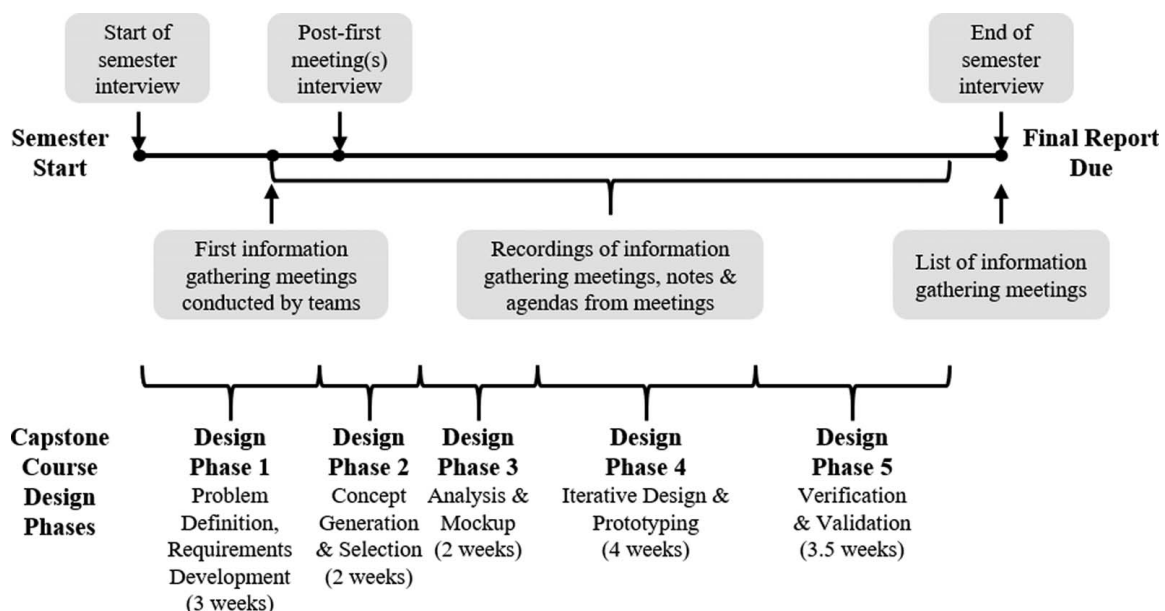 Start of
semester
interview
Post-first
meeting(s)
interview
End of
semester
interview
Semester
Start
Final Report
Due
First information
gathering meetings
conducted by teams
Recordings of information
gathering meetings, notes &
agendas from meetings
List of information
gathering meetings
Capstone
Course
Design
Phases
Design
Phase 1
Problem
Definition,
Requirements
Development
(3 weeks)
Design
Phase 2
Concept
Generation
& Selection
(2 weeks)
Design
Phase 3
Analysis &
Mockup
(2 weeks)
Design
Phase 4
Iterative Design &
Prototyping
(4 weeks)
Design
Phase 5
Verification
& Validation
(3.5 weeks)